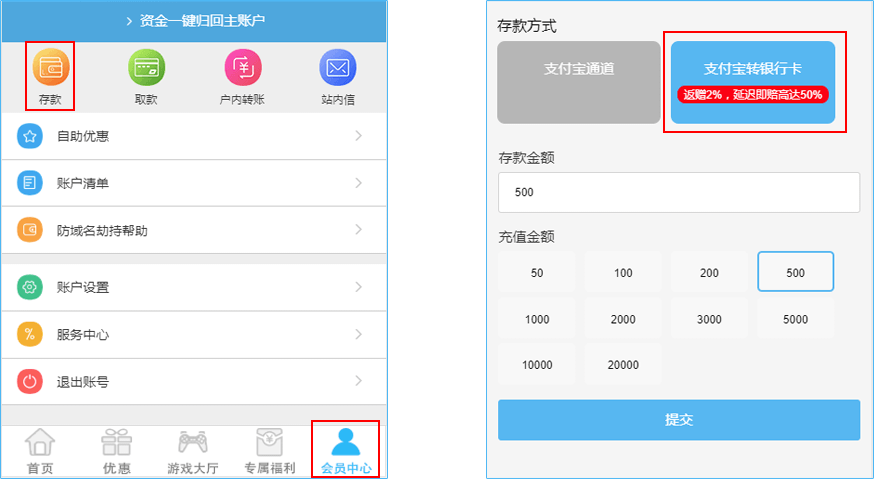 › 资金一键归回主账户
存款 取款 户内转账 站内信
自助优惠
账户清单
防域名劫持帮助
账户设置
服务中心
退出账号
首页 优惠 游戏大厅 专属福利 会员中心
存款方式
支付宝通道 支付宝转银行卡
返赠2%，延迟即赔高达50%
存款金额
500
充值金额
50 100 200 500
1000 2000 3000 5000
10000 20000
提交